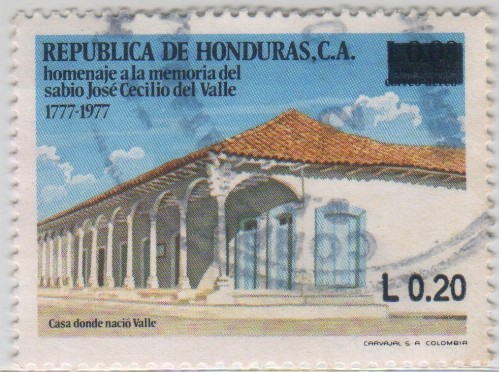 REPUBLICA DE HONDURAS, C.A.
homenaje a la memoria del
sabio José Cecilio del Valle
1777-1977
L 0.20
Casa donde nació Valle
CARVAJAL S A COLOMBIA